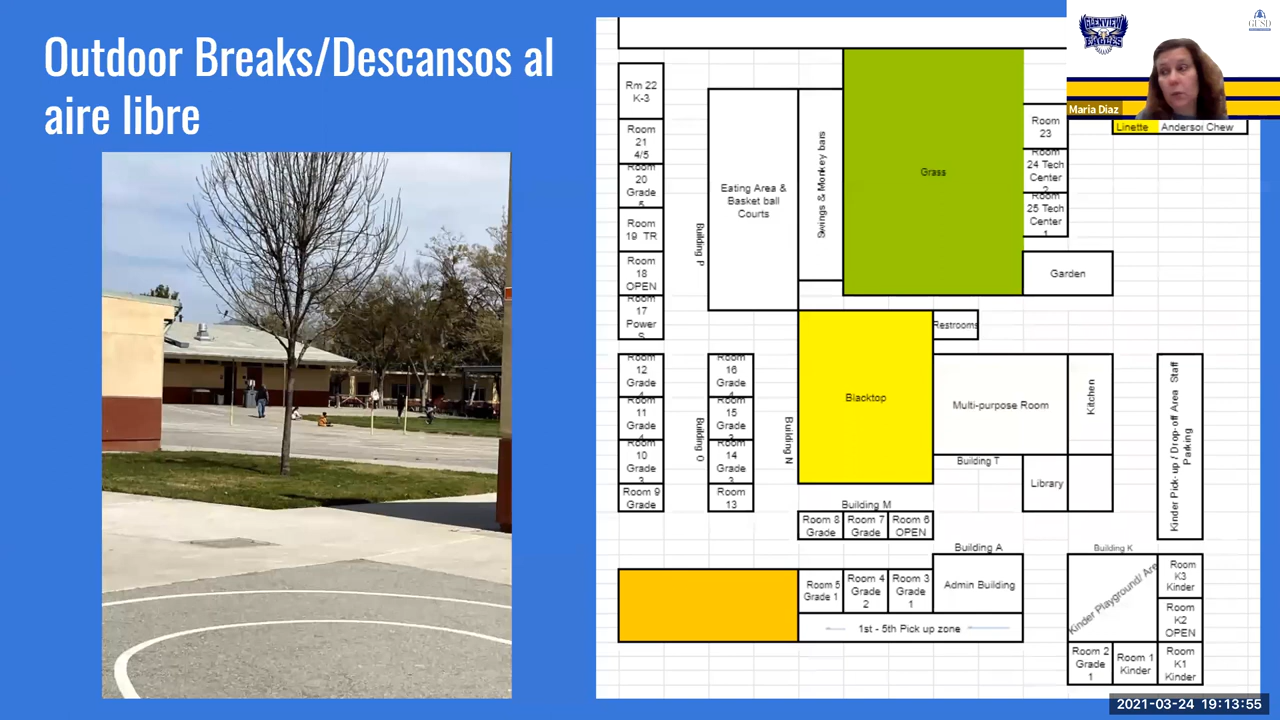 Outdoor Breaks/Descansos al
aire libre
Rm 22
K-3
Room
21
4/5
Room
20
Grade
5
Room
19 TR
Room
18
OPEN
Room
17
Power
S
Room
12
Grade
4
Room
11
Grade
4
Room
10
Grade
3
Room 9
Grade
Building P
Building O
Eating Area &
Basket ball
Courts
Swings & Monkey bars
Grass
Room
16
Grade
4
Room
15
Grade
3
Room
14
Grade
3
Room
13
Building N
Blacktop
Room
23
Room
24 Tech
Center
2
Room
25 Tech
Center
1
Garden
Restrooms
Multi-purpose Room
Kitchen
Building T
Library
Kinder Pick-up / Drop-off Area Staff
Parking
Building M
Room 8
Grade
Room 7
Grade
Room 6
OPEN
Building A
Room 5
Grade 1
Room 4
Grade
2
Room 3
Grade
1
Admin Building
1st - 5th Pick up zone
Building K
Kinder Playground/ Area
Room
K3
Kinder
Room
K2
OPEN
Room 2
Grade
1
Room 1
Kinder
Room
K1
Kinder
GLENVIEW
EAGLES
GUSD
Maria Diaz
Linette Anderson Chew
2021-03-24 19:13:55